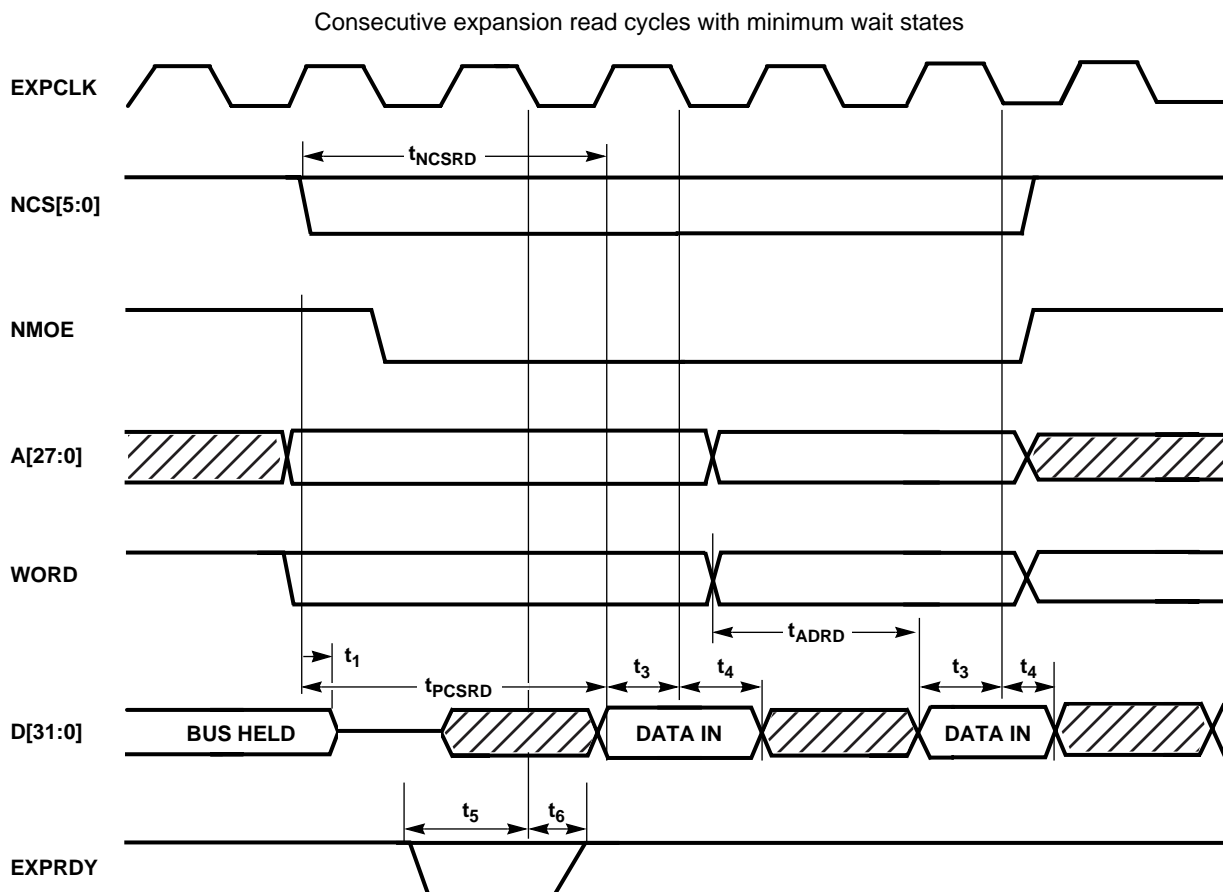 Consecutive expansion read cycles with minimum wait states
EXPCLK
tNCSRD
NCS[5:0]
NMOE
A[27:0]
WORD
tADRD
t1
t3
t4
t3
t4
tPCSRD
D[31:0]
BUS HELD
DATA IN
DATA IN
t5
t6
EXPRDY